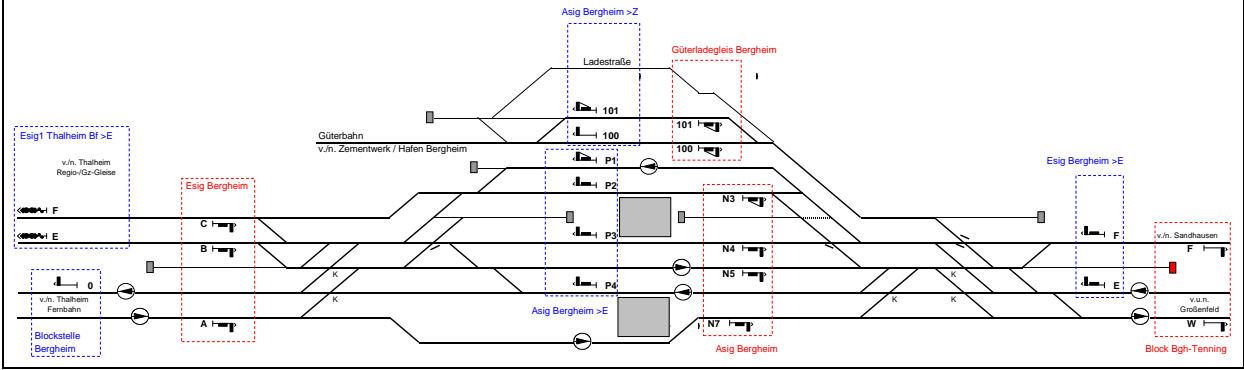 Asig Bergheim >Z
Güterladegleis Bergheim
Ladestraße
101
101
100
100
Güterbahn
v./n. Zementwerk / Hafen Bergheim
Esig1 Thalheim Bf >E
v./n. Thalheim
Regio-/Gz-Gleise
F
E
Esig Bergheim
C
B
A
0
v./n. Thalheim
Fernbahn
Blockstelle
Bergheim
K
K
P1
P2
P3
P4
Asig Bergheim >E
N3
N4
N5
N7
Asig Bergheim
K
K
K
Esig Bergheim >E
F
E
v./n. Sandhausen
F
v.u.n.
Großenfeld
W
Block Bgh-Tenning